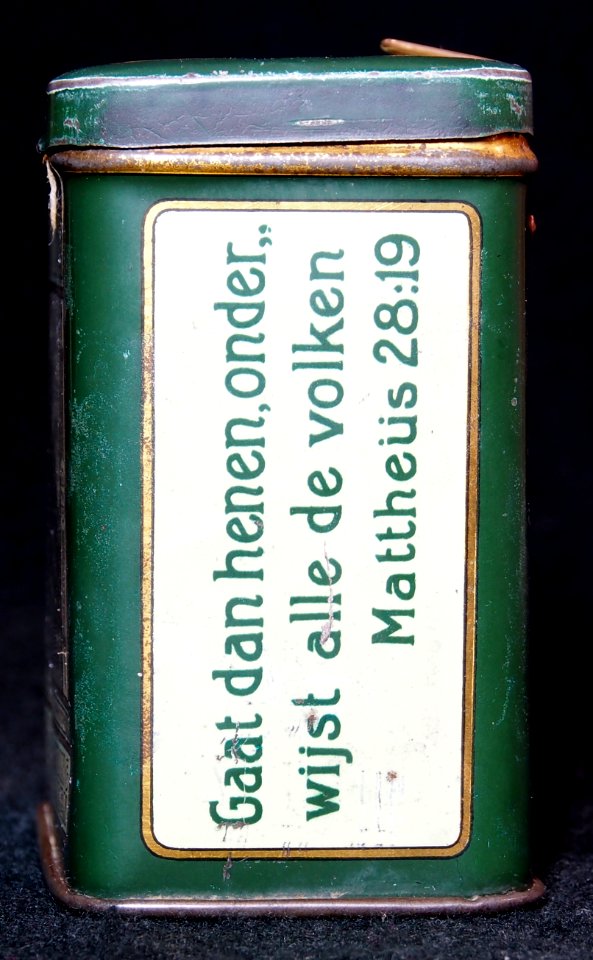 Gaat dan henen, onder„
wijst alle de volken
Mattheüs 28:19